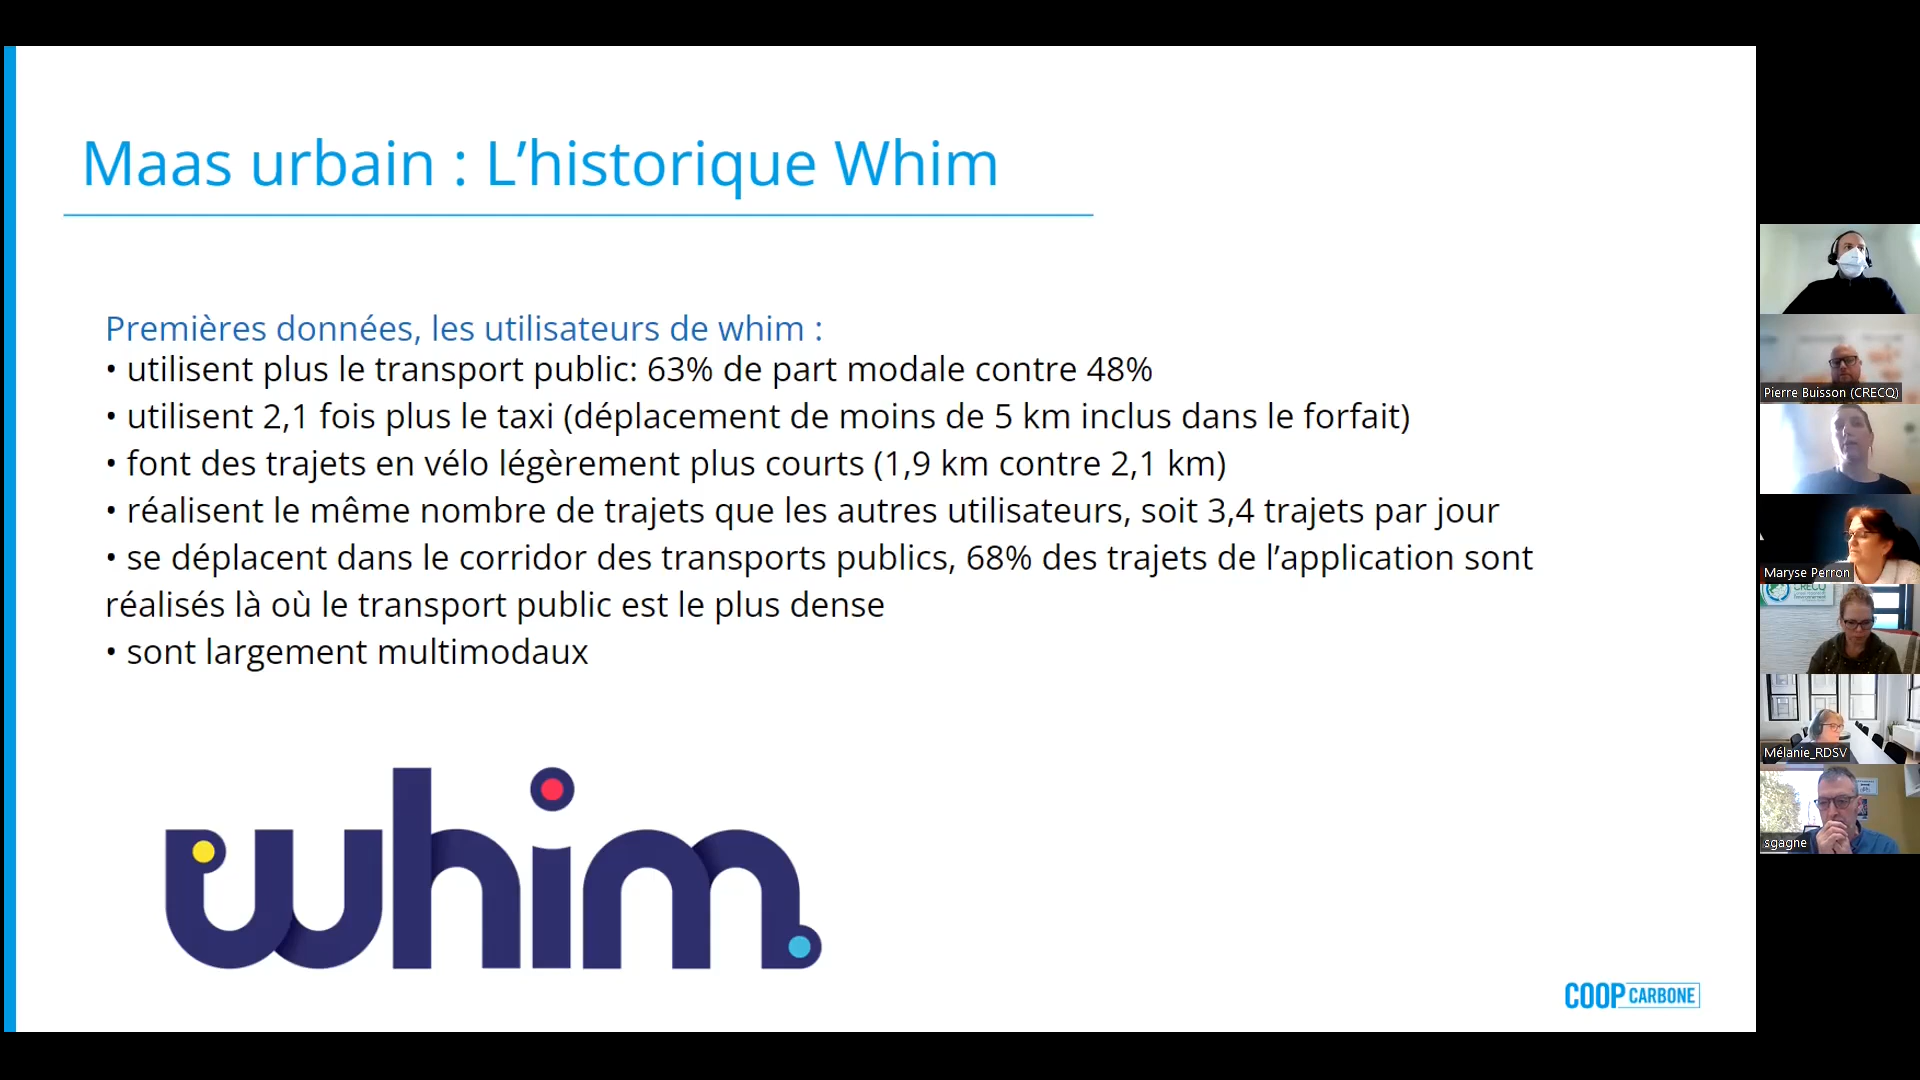 Maas urbain : L’historique Whim
Premières données, les utilisateurs de whim :
• utilisent plus le transport public: 63% de part modale contre 48%
• utilisent 2,1 fois plus le taxi (déplacement de moins de 5 km inclus dans le forfait)
• font des trajets en vélo légèrement plus courts (1,9 km contre 2,1 km)
• réalisent le même nombre de trajets que les autres utilisateurs, soit 3,4 trajets par jour
• se déplacent dans le corridor des transports publics, 68% des trajets de l’application sont
réalisés là où le transport public est le plus dense
• sont largement multimodaux
whim
COOP CARBONE
Pierre Buisson (CRECQ)
Maryse Perron
CRECQ
Mélanie_RDSV
sgagne